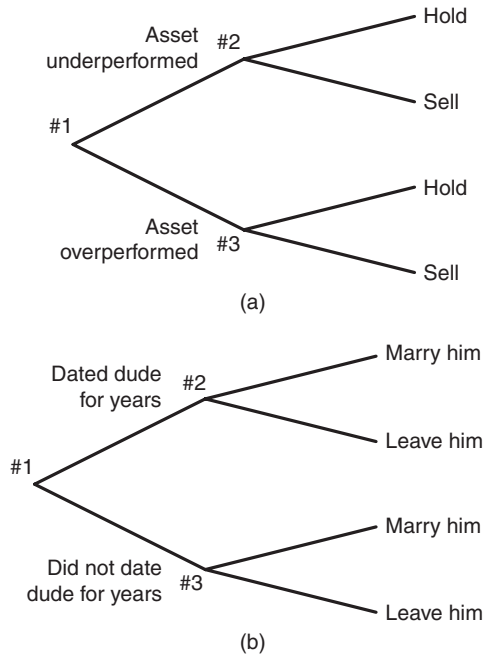 Hold
Asset
underperformed
#2
Sell
#1
Hold
Asset
overperformed
#3
Sell
(a)
Marry him
Dated dude
for years
#2
Leave him
#1
Marry him
Did not date
dude for years
#3
Leave him
(b)